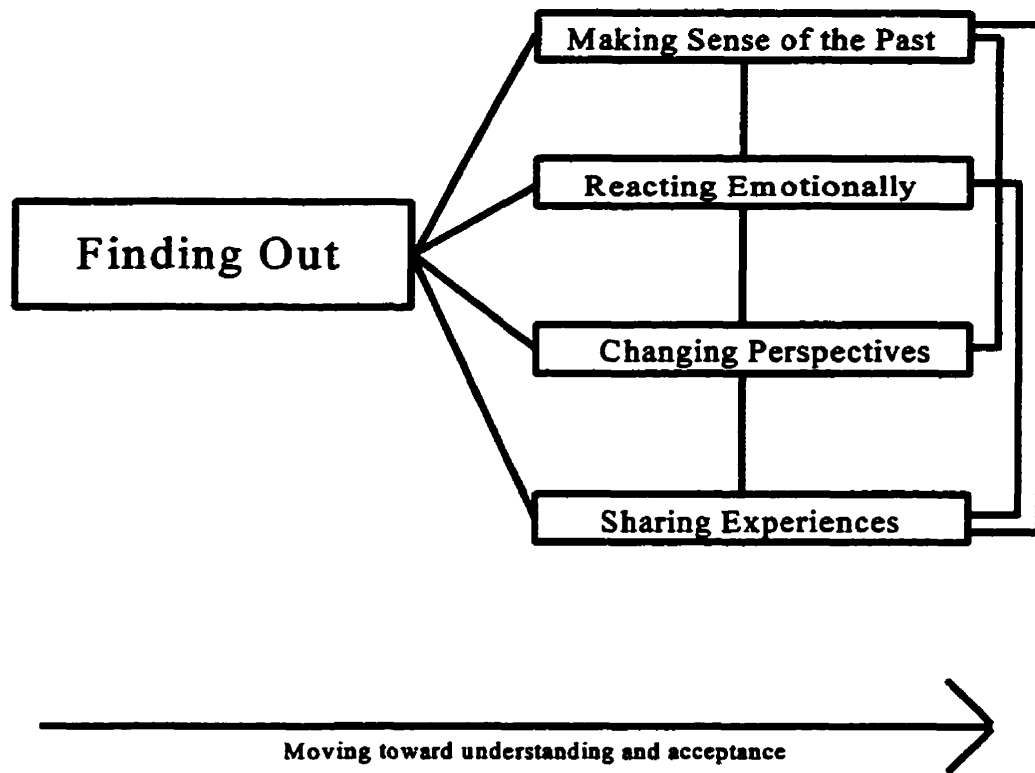 Making Sense of the Past
Reacting Emotionally
Finding Out
Changing Perspectives
Sharing Experiences
Moving toward understanding and acceptance